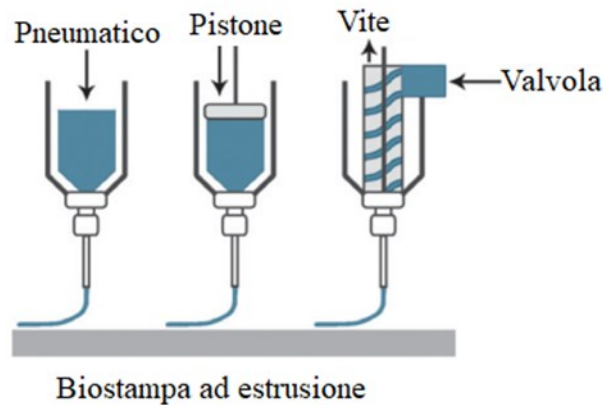 Pneumatico
Pistone
Vite
Valvola
Biostampa ad estrusione